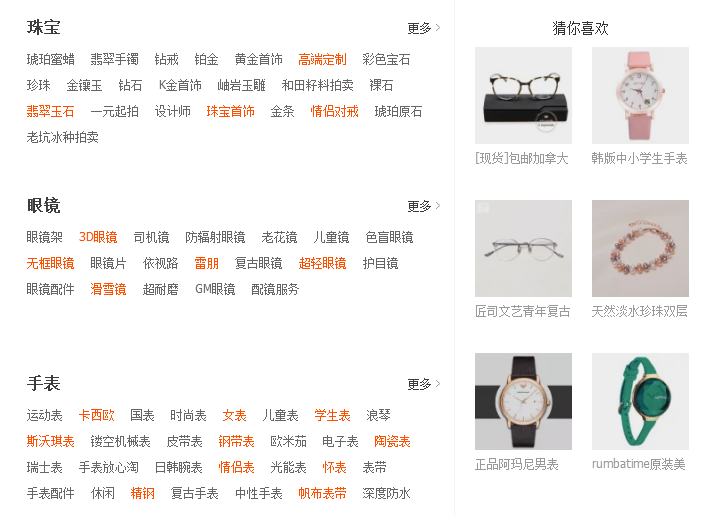 珠宝 更多 >
琥珀蜜蜡 翡翠手镯 钻戒 铂金 黄金首饰 高端定制 彩色宝石
珍珠 金镶玉 钻石 K金首饰 岫岩玉雕 和田籽料拍卖 裸石
翡翠玉石 一元起拍 设计师 珠宝首饰 金条 情侣对戒 琥珀原石
老坑冰种拍卖
眼镜 更多 >
眼镜架 3D眼镜 司机镜 防辐射眼镜 老花镜 儿童镜 色盲眼镜
无框眼镜 眼镜片 依视路 雷朋 复古眼镜 超轻眼镜 护目镜
眼镜配件 滑雪镜 超耐磨 GM眼镜 配镜服务
手表 更多 >
运动表 卡西欧 国表 时尚表 女表 儿童表 学生表 浪琴
斯沃琪表 镂空机械表 皮带表 钢带表 欧米茄 电子表 陶瓷表
瑞士表 手表放心淘 日韩腕表 情侣表 光能表 怀表 表带
手表配件 休闲 精钢 复古手表 中性手表 帆布表带 深度防水
猜你喜欢
[现货]包邮加拿大 韩版中小学生手表
匠司文艺青年复古 天然淡水珍珠双层
正品阿玛尼男表 rumbatime原装美